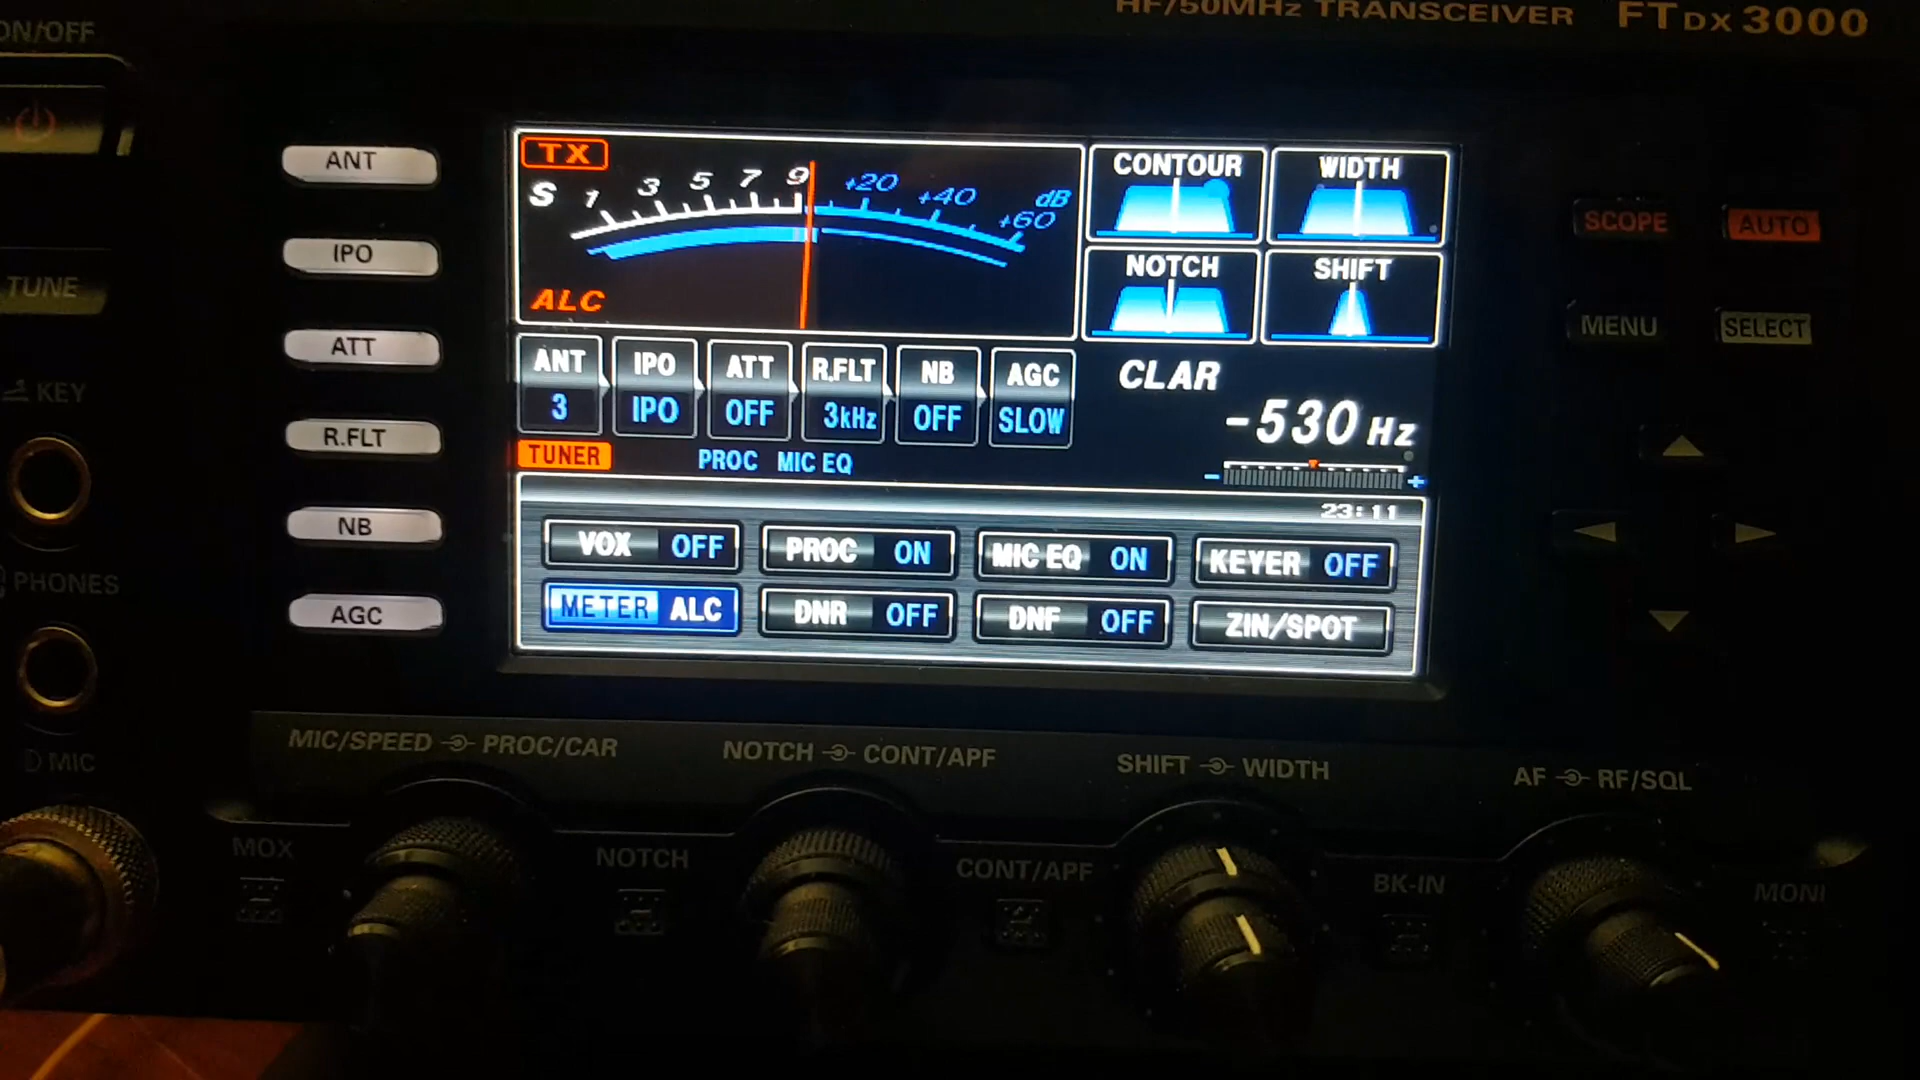 HF/50MHz TRANSCEIVER FTDX3000
ON/OFF
ANT
IPO
ATT
R.FLT
NB
AGC
TUNE
KEY
PHONES
MIC
TX
S 1 3 5 7 9 +20 +40 +60 dB
ALC
CONTOUR
WIDTH
NOTCH
SHIFT
ANT IPO ATT R.FLT NB AGC
3 IPO OFF 3kHz OFF SLOW
CLAR
-530 Hz
- +
TUNER PROC MIC EQ
23:11
VOX OFF PROC ON MIC EQ ON KEYER OFF
METER ALC DNR OFF DNF OFF ZIN/SPOT
SCOPE AUTO
MENU SELECT
MIC/SPEED PROC/CAR
NOTCH CONT/APF
SHIFT WIDTH
AF RF/SQL
MOX
NOTCH
CONT/APF
BK-IN
MONI